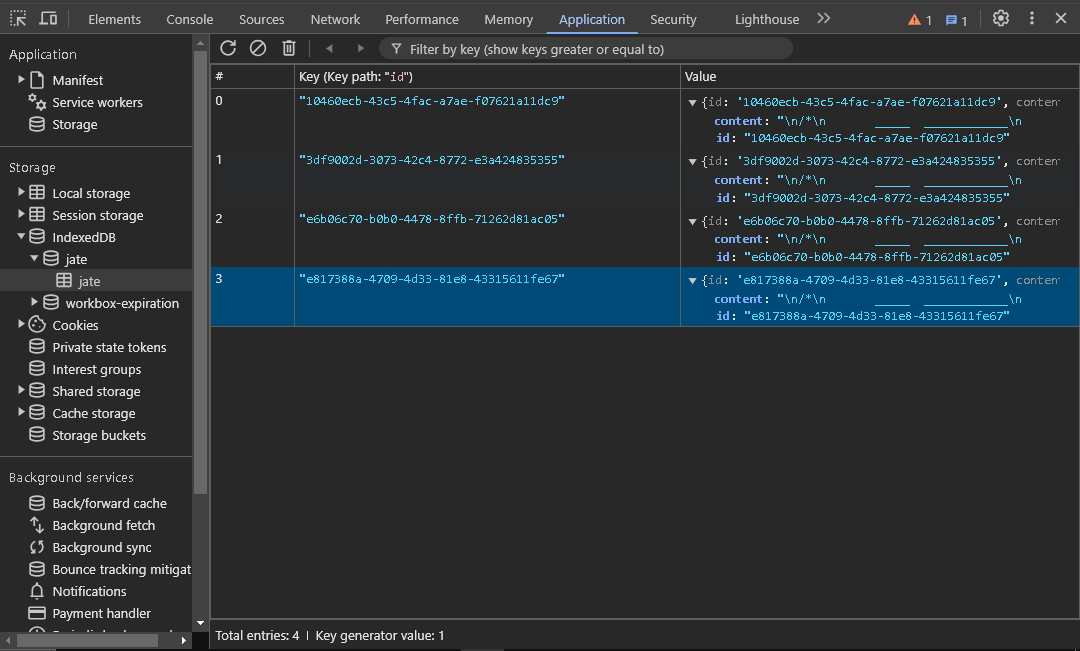 Elements Console Sources Network Performance Memory Application Security Lighthouse 1 1
Application
Manifest
Service workers
Storage
Storage
Local storage
Session storage
IndexedDB
jate
jate
workbox-expiration
Cookies
Private state tokens
Interest groups
Shared storage
Cache storage
Storage buckets
Background services
Back/forward cache
Background fetch
Background sync
Bounce tracking mitigat
Notifications
Payment handler
Filter by key (show keys greater or equal to)
# Key (Key path: "id") Value
0 "10460ecb-43c5-4fac-a7ae-f07621a11dc9" {id: '10460ecb-43c5-4fac-a7ae-f07621a11dc9', conten
content: "\n/*\n _____ ___________________\n
id: "10460ecb-43c5-4fac-a7ae-f07621a11dc9"
1 "3df9002d-3073-42c4-8772-e3a424835355" {id: '3df9002d-3073-42c4-8772-e3a424835355', conten
content: "\n/*\n _____ ____________\n
id: "3df9002d-3073-42c4-8772-e3a424835355"
2 "e6b06c70-b0b0-4478-8ffb-71262d81ac05" {id: 'e6b06c70-b0b0-4478-8ffb-71262d81ac05', conten
content: "\n/*\n _____ ____________\n
id: "e6b06c70-b0b0-4478-8ffb-71262d81ac05"
3 "e817388a-4709-4d33-81e8-43315611fe67" {id: 'e817388a-4709-4d33-81e8-43315611fe67', conten
content: "\n/*\n _____ ____________\n
id: "e817388a-4709-4d33-81e8-43315611fe67"
Total entries: 4 | Key generator value: 1